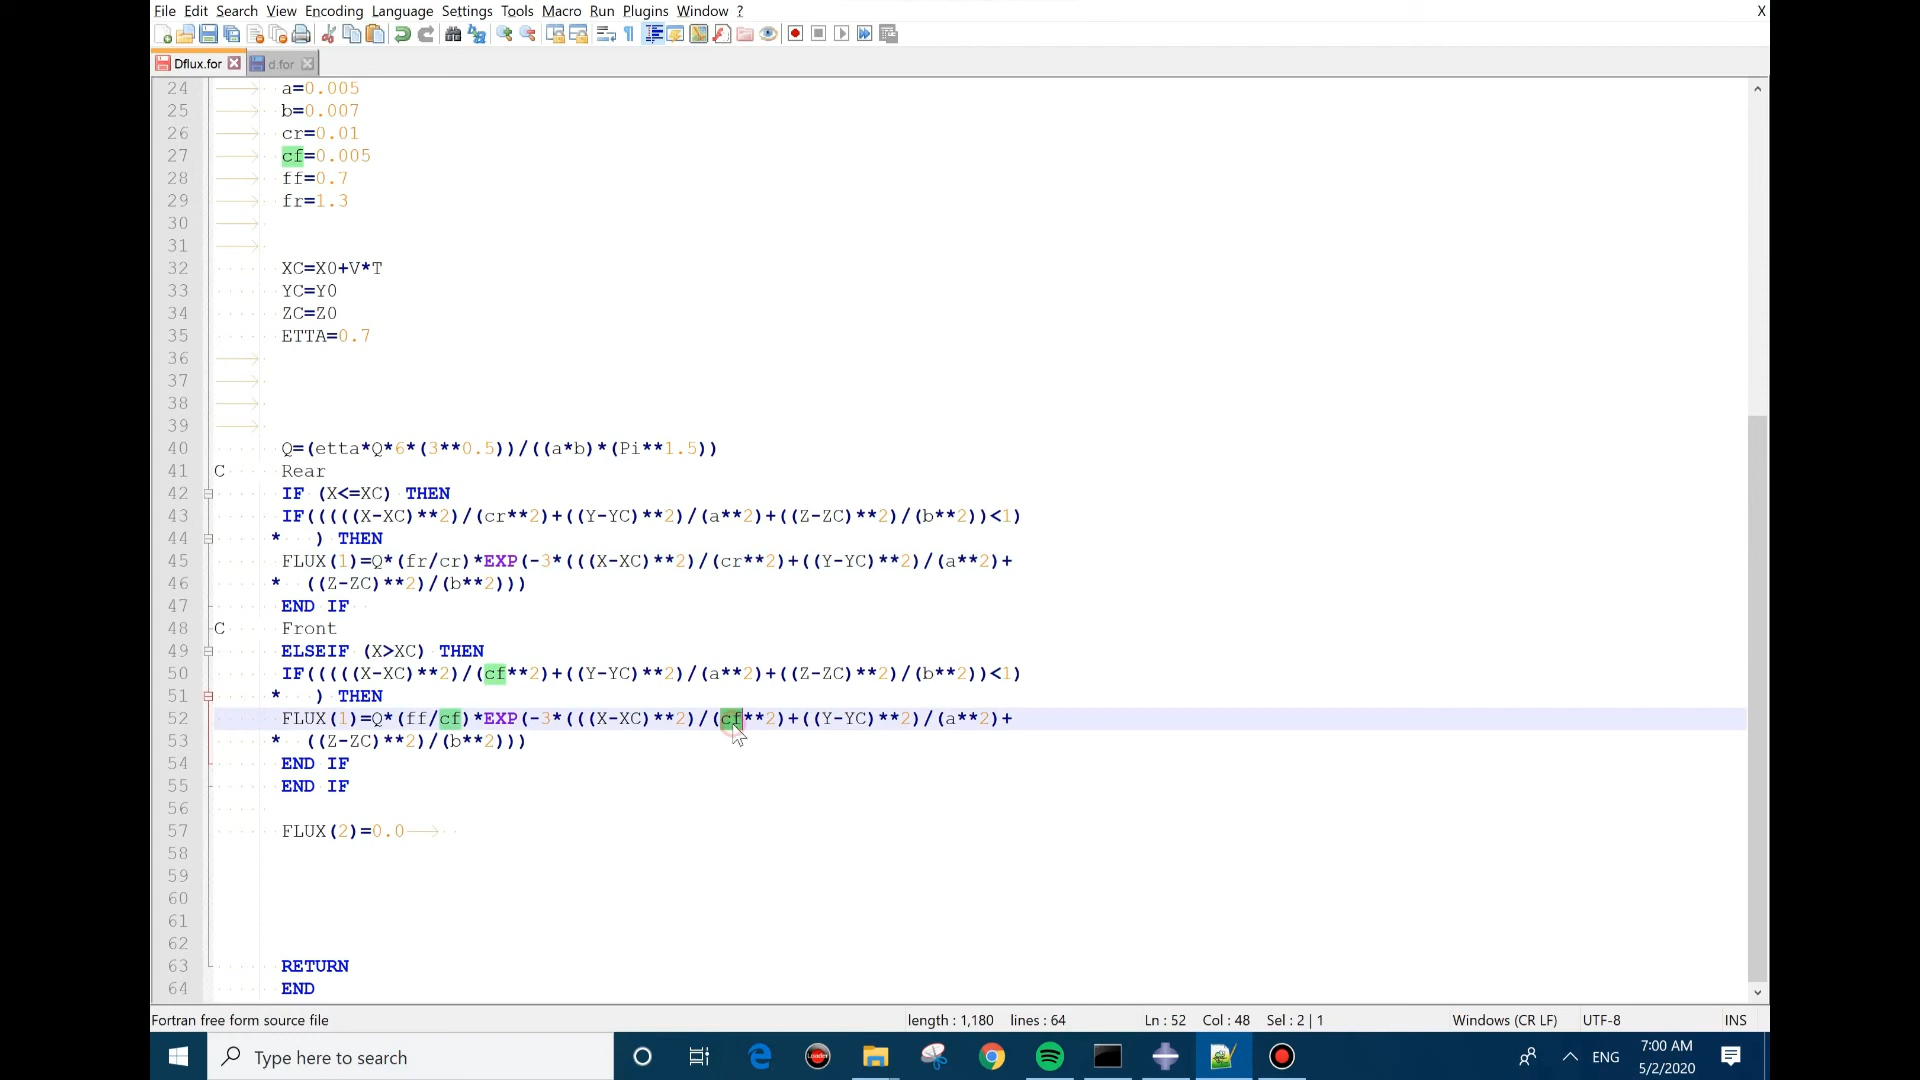 File Edit Search View Encoding Language Settings Tools Macro Run Plugins Window ? X
Dflux.for d.for
24 a=0.005
25 b=0.007
26 cr=0.01
27 cf=0.005
28 ff=0.7
29 fr=1.3
30
31
32 XC=X0+V*T
33 YC=Y0
34 ZC=Z0
35 ETTA=0.7
36
37
38
39
40 Q=(etta*Q*6*(3**0.5))/((a*b)*(Pi**1.5))
41 C Rear
42 IF (X<=XC) THEN
43 IF(((((X-XC)**2)/(cr**2)+((Y-YC)**2)/(a**2)+((Z-ZC)**2)/(b**2))<1)
44 * ) THEN
45 FLUX(1)=Q*(fr/cr)*EXP(-3*(((X-XC)**2)/(cr**2)+((Y-YC)**2)/(a**2)+
46 * ((Z-ZC)**2)/(b**2)))
47 END IF
48 C Front
49 ELSEIF (X>XC) THEN
50 IF(((((X-XC)**2)/(cf**2)+((Y-YC)**2)/(a**2)+((Z-ZC)**2)/(b**2))<1)
51 * ) THEN
52 FLUX(1)=Q*(ff/cf)*EXP(-3*(((X-XC)**2)/(cf**2)+((Y-YC)**2)/(a**2)+
53 * ((Z-ZC)**2)/(b**2)))
54 END IF
55 END IF
56
57 FLUX(2)=0.0
58
59
60
61
62
63 RETURN
64 END
Fortran free form source file length : 1,180 lines : 64 Ln : 52 Col : 48 Sel : 2 | 1 Windows (CR LF) UTF-8 INS
Type here to search Loader ENG 7:00 AM
5/2/2020